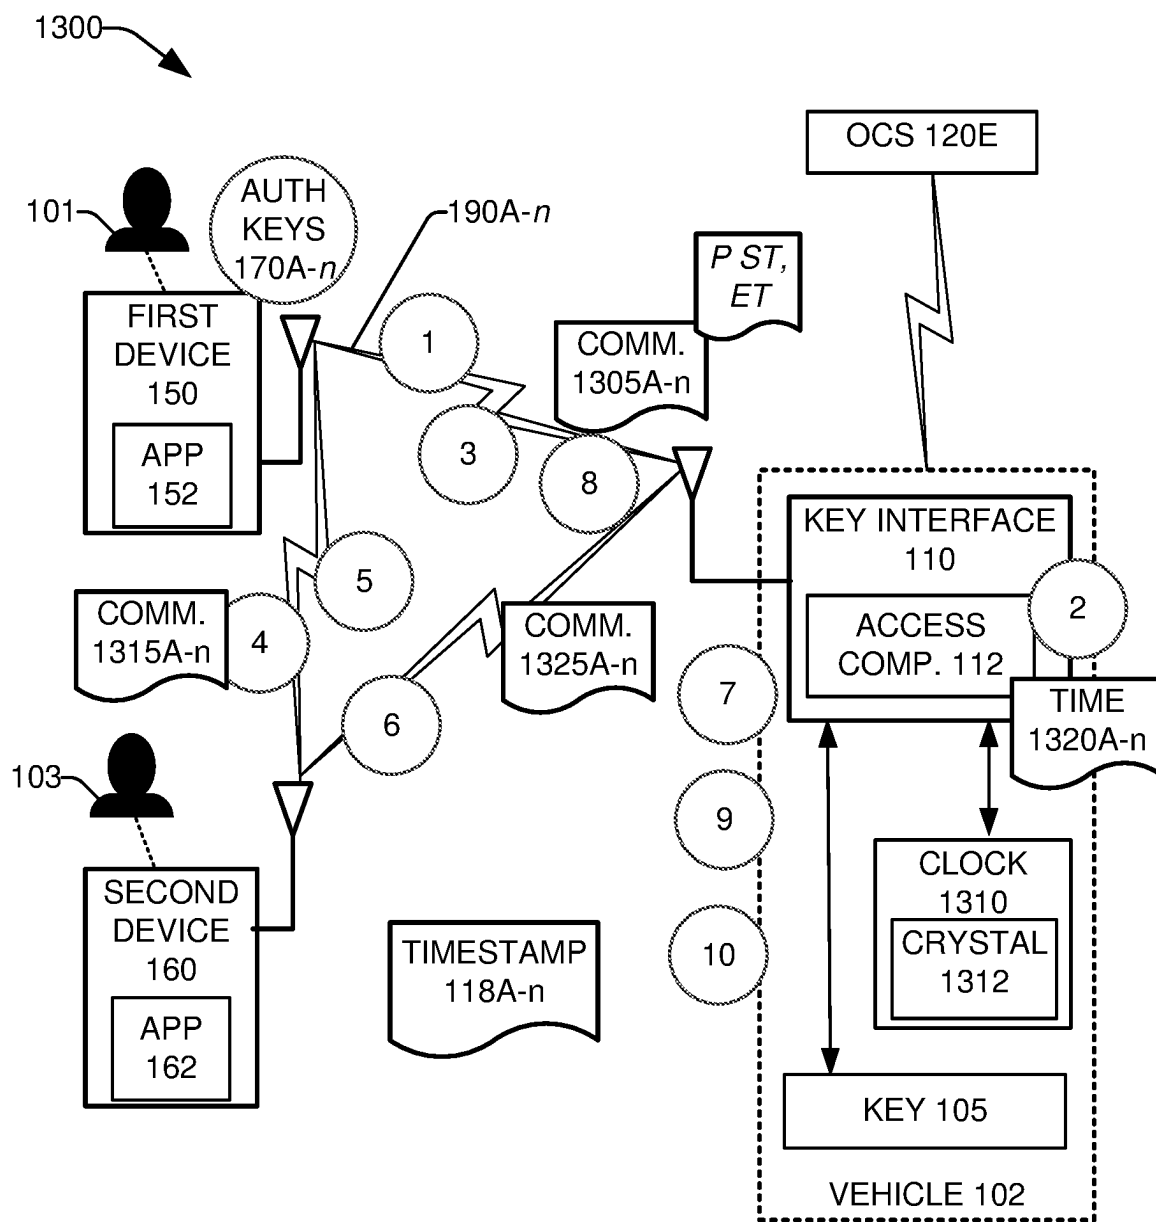 1300
OCS 120E
101
AUTH
KEYS
170A-n
190A-n
P ST,
ET
FIRST
DEVICE
150
APP
152
1
COMM.
1305A-n
3
8
KEY INTERFACE
110
ACCESS
COMP. 112
2
5
COMM.
1315A-n
4
COMM.
1325A-n
7
6
TIME
1320A-n
103
9
CLOCK
1310
CRYSTAL
1312
SECOND
DEVICE
160
APP
162
TIMESTAMP
118A-n
10
KEY 105
VEHICLE 102